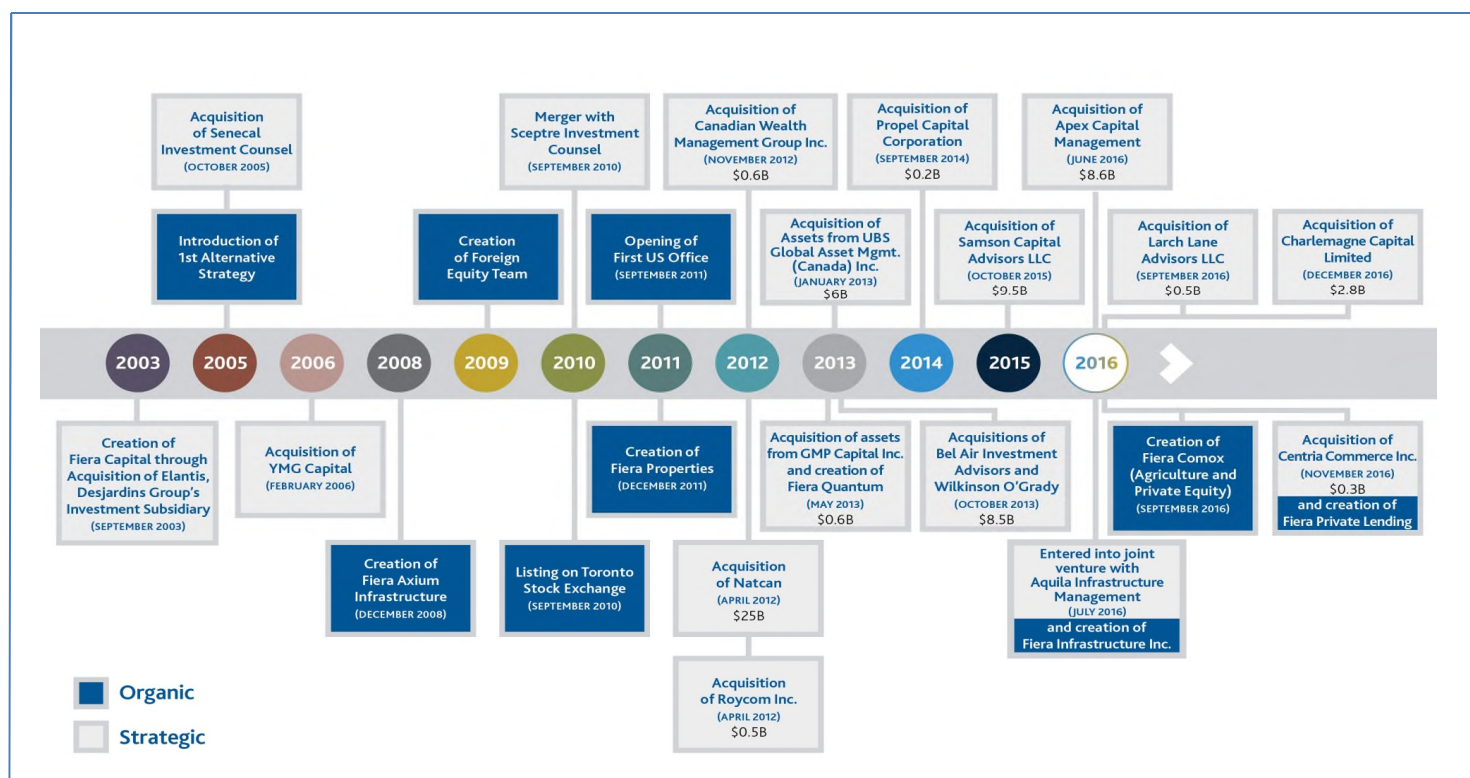 Acquisition
of Senecal
Investment Counsel
(OCTOBER 2005)
Merger with
Sceptre Investment
Counsel
(SEPTEMBER 2010)
Acquisition of
Canadian Wealth
Management Group Inc.
(NOVEMBER 2012)
$0.6B
Acquisition of
Propel Capital
Corporation
(SEPTEMBER 2014)
$0.2B
Acquisition of
Apex Capital
Management
(JUNE 2016)
$8.6B
Introduction of
1st Alternative
Strategy
Creation
of Foreign
Equity Team
Opening of
First US Office
(SEPTEMBER 2011)
Acquisition of
Assets from UBS
Global Asset Mgmt.
(Canada) Inc.
(JANUARY 2013)
$6B
Acquisition of
Samson Capital
Advisors LLC
(OCTOBER 2015)
$9.5B
Acquisition of
Larch Lane
Advisors LLC
(SEPTEMBER 2016)
$0.5B
Acquisition of
Charlemagne Capital
Limited
(DECEMBER 2016)
$2.8B
2003 2005 2006 2008 2009 2010 2011 2012 2013 2014 2015 2016
Creation of
Fiera Capital through
Acquisition of Elantis,
Desjardins Group's
Investment Subsidiary
(SEPTEMBER 2003)
Acquisition of
YMG Capital
(FEBRUARY 2006)
Creation of
Fiera Properties
(DECEMBER 2011)
Acquisition of assets
from GMP Capital Inc.
and creation of
Fiera Quantum
(MAY 2013)
$0.6B
Acquisitions of
Bel Air Investment
Advisors and
Wilkinson O'Grady
(OCTOBER 2013)
$8.5B
Creation of
Fiera Comox
(Agriculture and
Private Equity)
(SEPTEMBER 2016)
Acquisition of
Centria Commerce Inc.
(NOVEMBER 2016)
$0.3B
and creation of
Fiera Private Lending
Creation of
Fiera Axium
Infrastructure
(DECEMBER 2008)
Listing on Toronto
Stock Exchange
(SEPTEMBER 2010)
Acquisition
of Natcan
(APRIL 2012)
$25B
Entered into joint
venture with
Aquila Infrastructure
Management
(JULY 2016)
and creation of
Fiera Infrastructure Inc.
Acquisition
of Roycom Inc.
(APRIL 2012)
$0.5B
Organic
Strategic